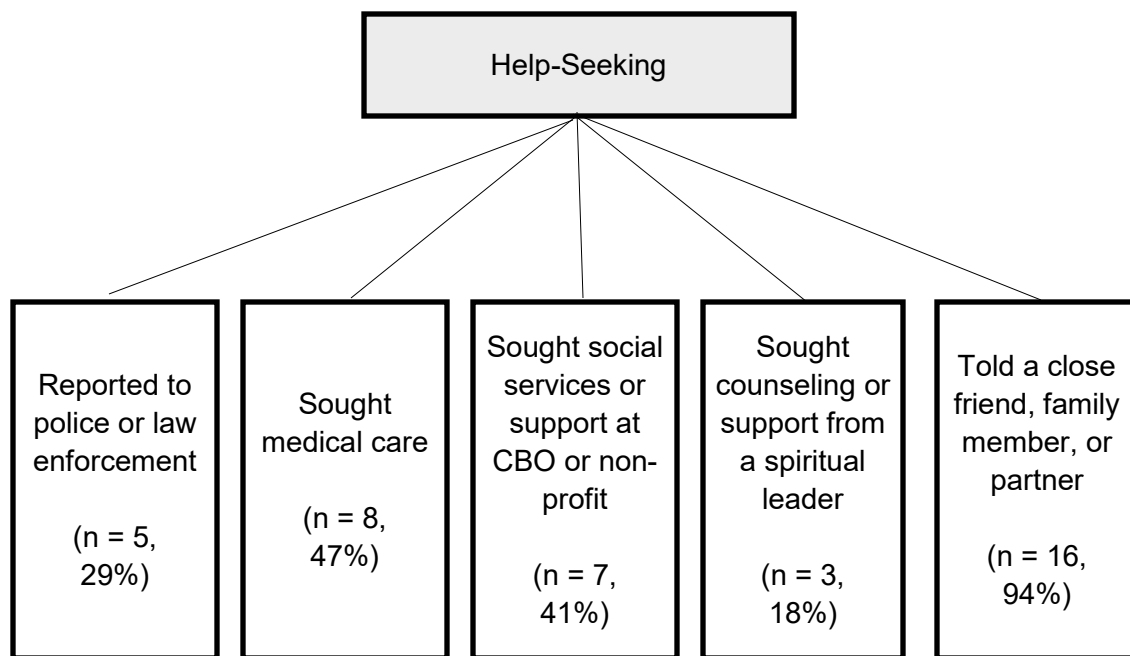 Help-Seeking
Reported to
police or law
enforcement
(n = 5,
29%)
Sought
medical care
(n = 8,
47%)
Sought social
services or
support at
CBO or non-
profit
(n = 7,
41%)
Sought
counseling or
support from
a spiritual
leader
(n = 3,
18%)
Told a close
friend, family
member, or
partner
(n = 16,
94%)